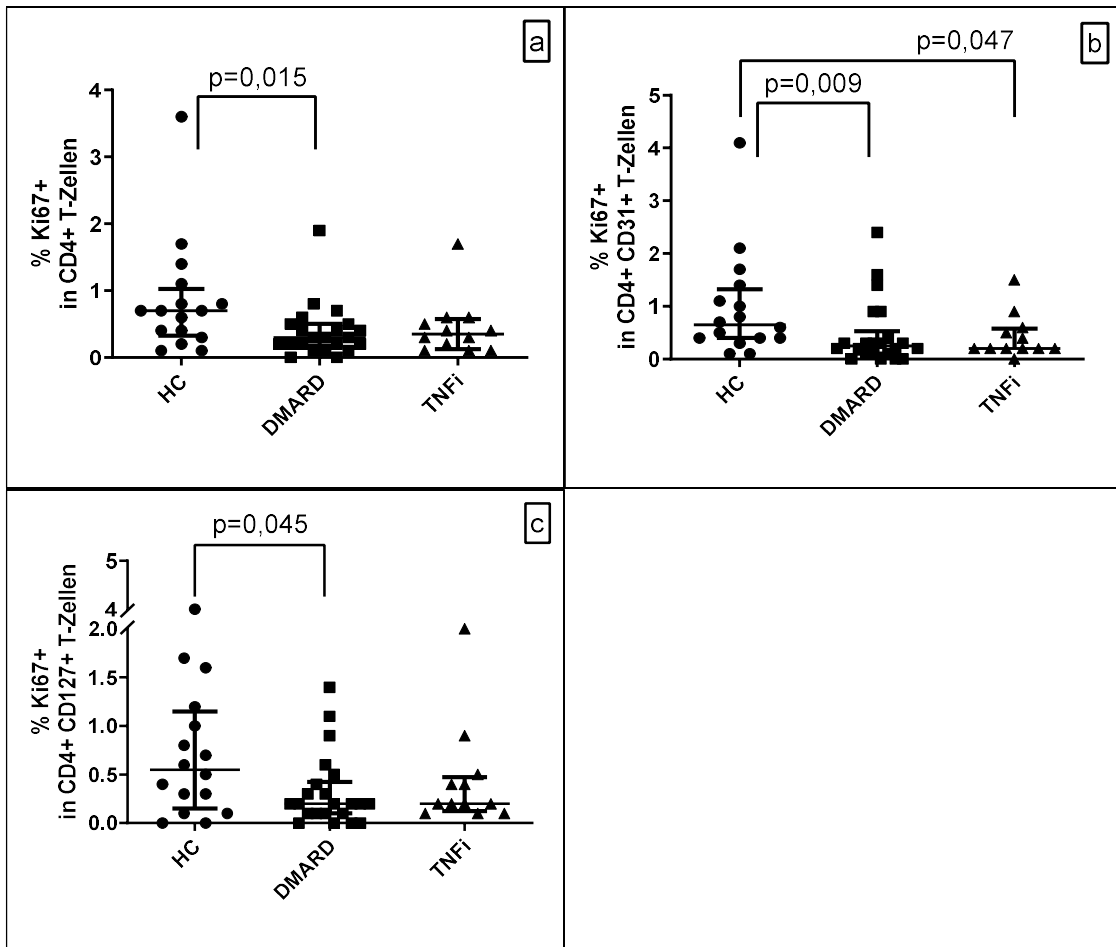 a
p=0,015
% Ki67+
in CD4+ T-Zellen
4
3
2
1
0
HC
DMARD
TNFi
b
p=0,047
p=0,009
% Ki67+
in CD4+ CD31+ T-Zellen
5
4
3
2
1
0
HC
DMARD
TNFi
c
p=0,045
% Ki67+
in CD4+ CD127+ T-Zellen
5
4
2.0
1.5
1.0
0.5
0.0
HC
DMARD
TNFi